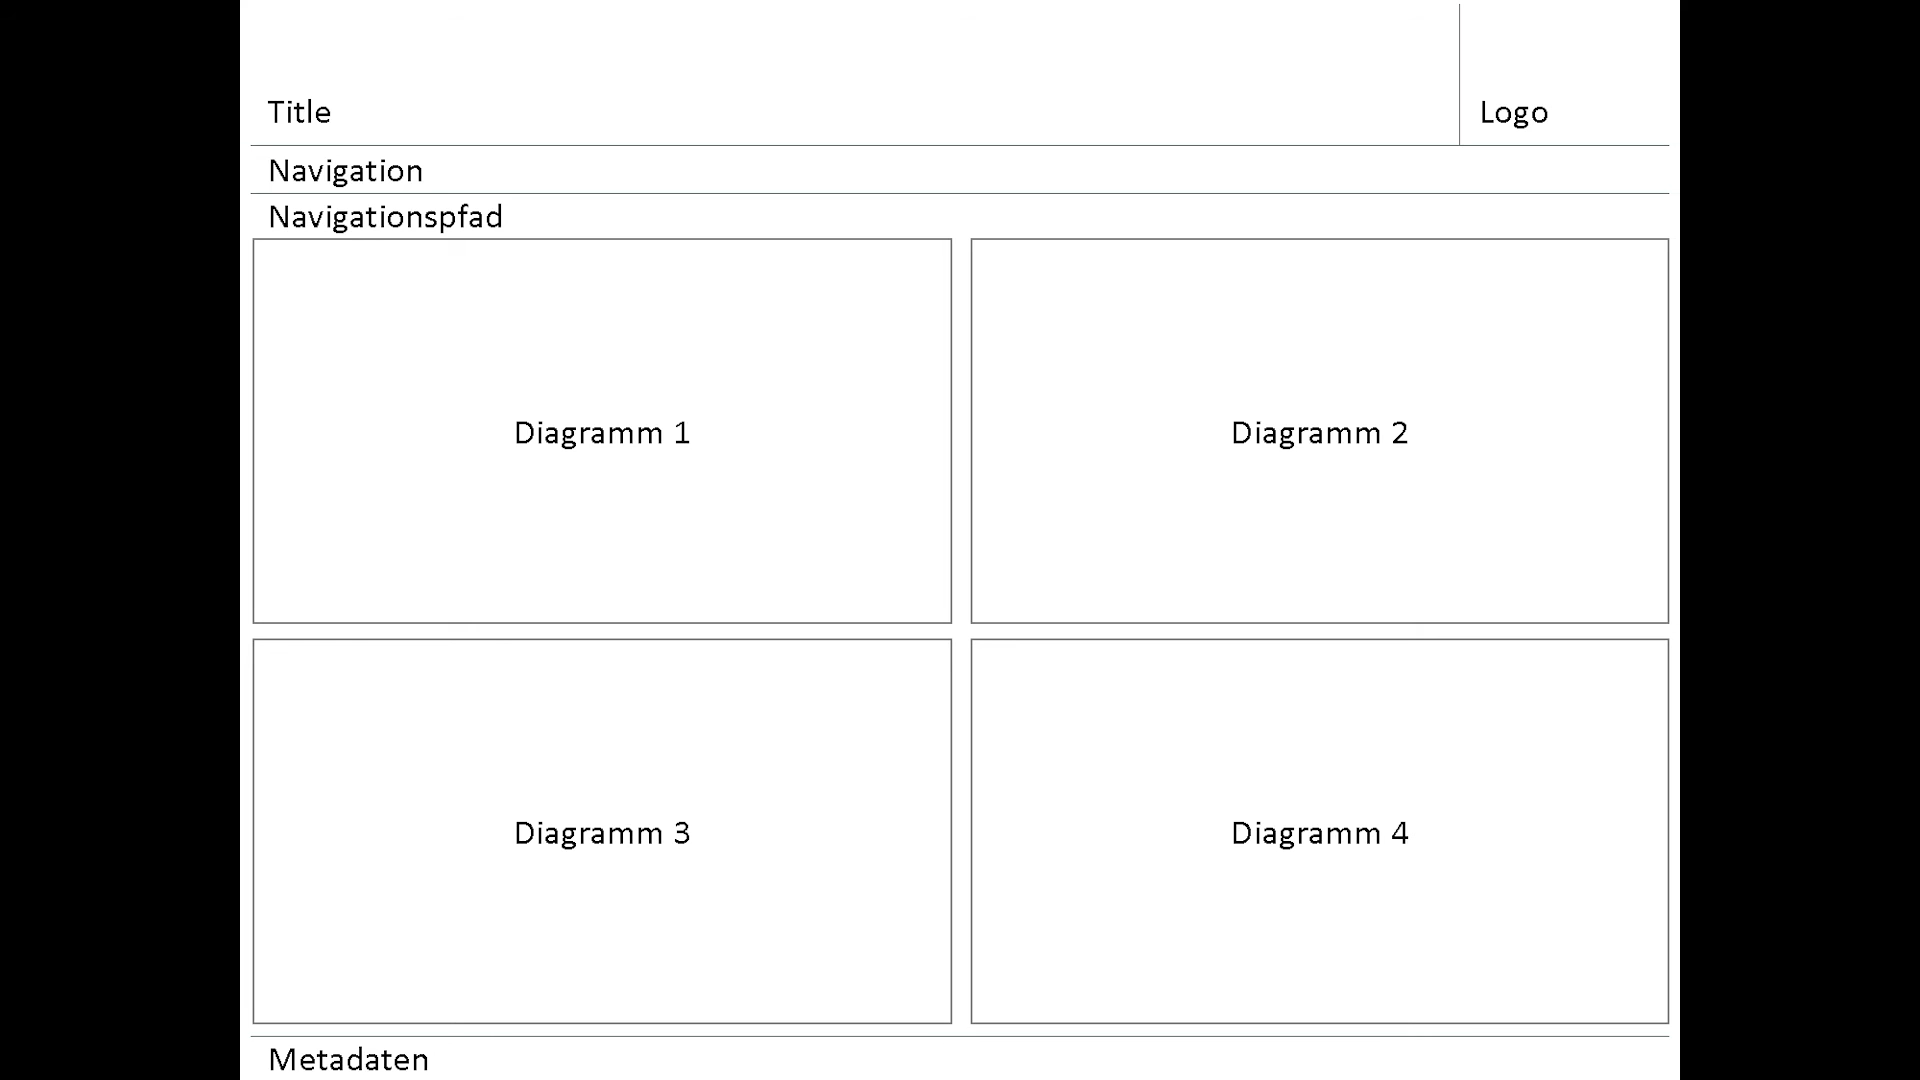 Title
Logo
Navigation
Navigationspfad
Diagramm 1
Diagramm 2
Diagramm 3
Diagramm 4
Metadaten